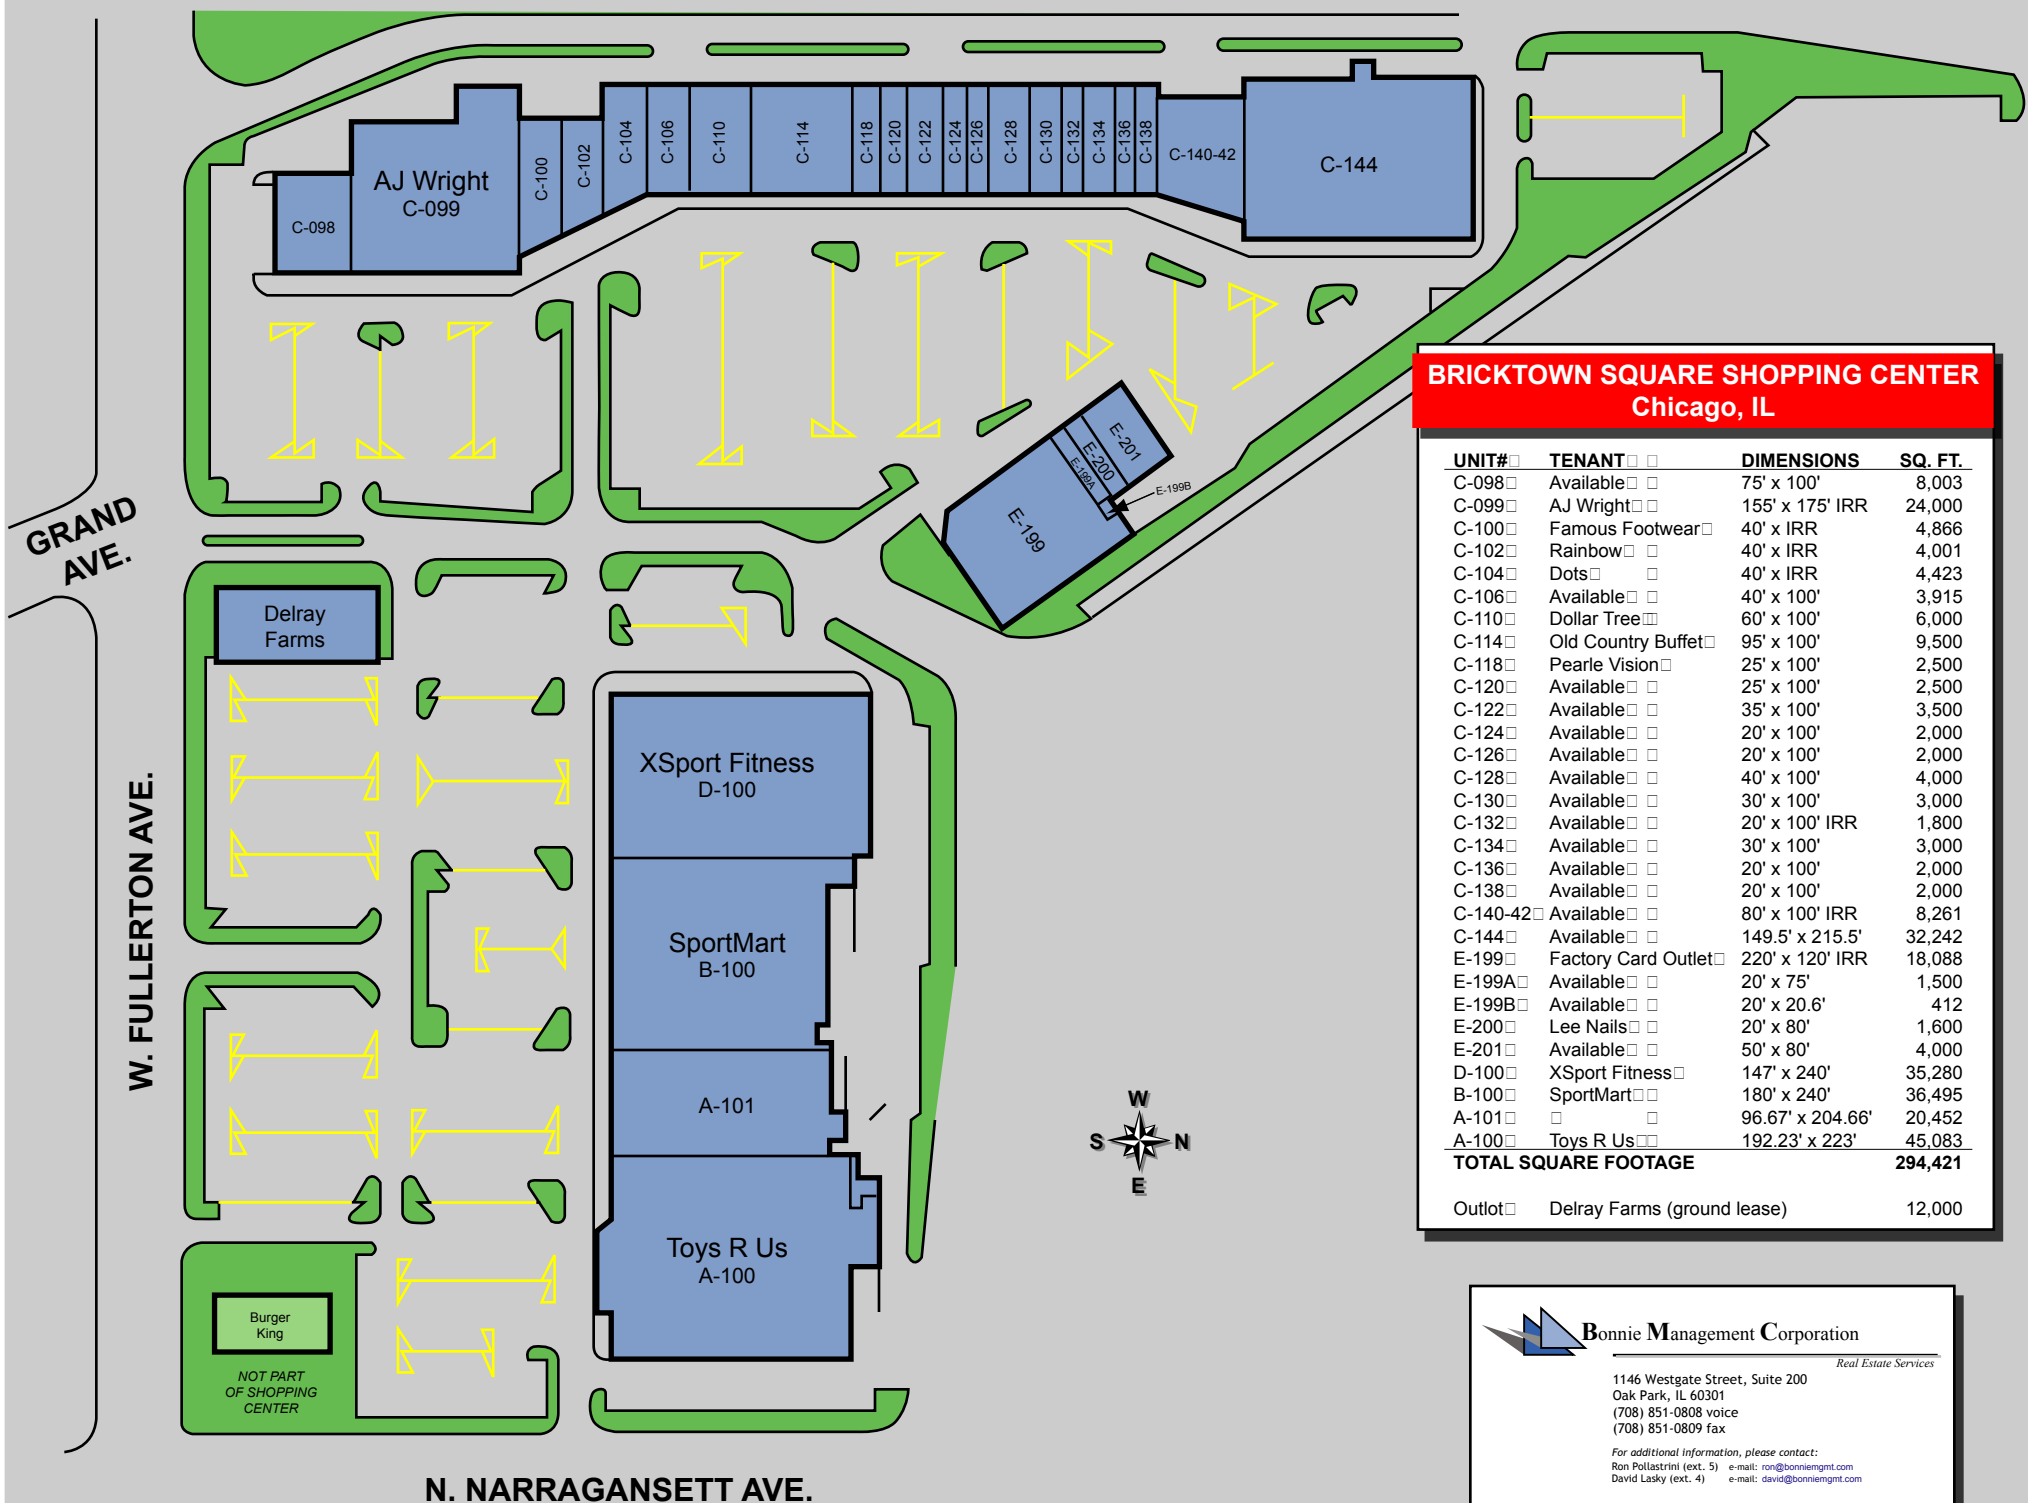 C-098
AJ Wright
C-099
C-100
C-102
C-104
C-106
C-110
C-114
C-118
C-120
C-122
C-124
C-126
C-128
C-130
C-132
C-134
C-136
C-138
C-140-42
C-144
E-201
E-200
E-199A
E-199B
E-199
GRAND
AVE.
Delray
Farms
W. FULLERTON AVE.
XSport Fitness
D-100
SportMart
B-100
A-101
Toys R Us
A-100
Burger
King
NOT PART
OF SHOPPING
CENTER
N. NARRAGANSETT AVE.
W
S N
E
BRICKTOWN SQUARE SHOPPING CENTER
Chicago, IL
UNIT# TENANT DIMENSIONS SQ. FT.
C-098 Available 75' x 100' 8,003
C-099 AJ Wright 155' x 175' IRR 24,000
C-100 Famous Footwear 40' x IRR 4,866
C-102 Rainbow 40' x IRR 4,001
C-104 Dots 40' x IRR 4,423
C-106 Available 40' x 100' 3,915
C-110 Dollar Tree 60' x 100' 6,000
C-114 Old Country Buffet 95' x 100' 9,500
C-118 Pearle Vision 25' x 100' 2,500
C-120 Available 25' x 100' 2,500
C-122 Available 35' x 100' 3,500
C-124 Available 20' x 100' 2,000
C-126 Available 20' x 100' 2,000
C-128 Available 40' x 100' 4,000
C-130 Available 30' x 100' 3,000
C-132 Available 20' x 100' IRR 1,800
C-134 Available 30' x 100' 3,000
C-136 Available 20' x 100' 2,000
C-138 Available 20' x 100' 2,000
C-140-42 Available 80' x 100' IRR 8,261
C-144 Available 149.5' x 215.5' 32,242
E-199 Factory Card Outlet 220' x 120' IRR 18,088
E-199A Available 20' x 75' 1,500
E-199B Available 20' x 20.6' 412
E-200 Lee Nails 20' x 80' 1,600
E-201 Available 50' x 80' 4,000
D-100 XSport Fitness 147' x 240' 35,280
B-100 SportMart 180' x 240' 36,495
A-101 96.67' x 204.66' 20,452
A-100 Toys R Us 192.23' x 223' 45,083
TOTAL SQUARE FOOTAGE 294,421
Outlot Delray Farms (ground lease) 12,000
Bonnie Management Corporation
Real Estate Services
1146 Westgate Street, Suite 200
Oak Park, IL 60301
(708) 851-0808 voice
(708) 851-0809 fax
For additional information, please contact:
Ron Pollastrini (ext. 5) e-mail: ron@bonniemgmt.com
David Lasky (ext. 4) e-mail: david@bonniemgmt.com